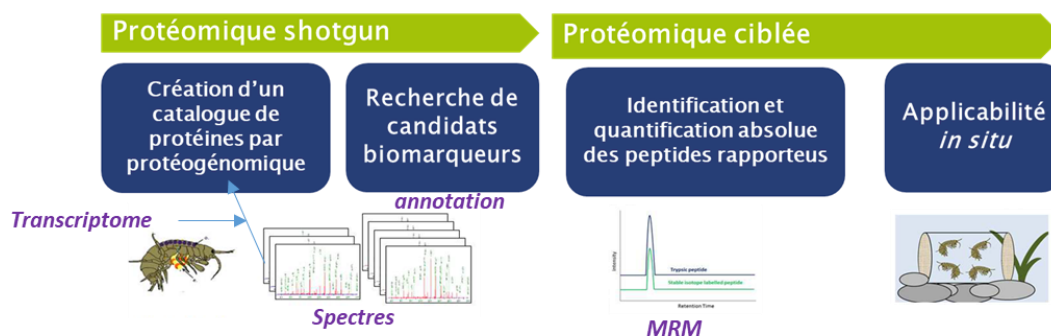 Protéomique shotgun
Protéomique ciblée
Création d'un
catalogue de
protéines par
protéogénomique
Recherche de
candidats
biomarqueurs
Identification et
quantification absolue
des peptides rapporteus
Applicabilité
in situ
Transcriptome
annotation
Spectres
Intensity
Trypsin peptide
Stable isotope labelled peptide
Retention Time
MRM